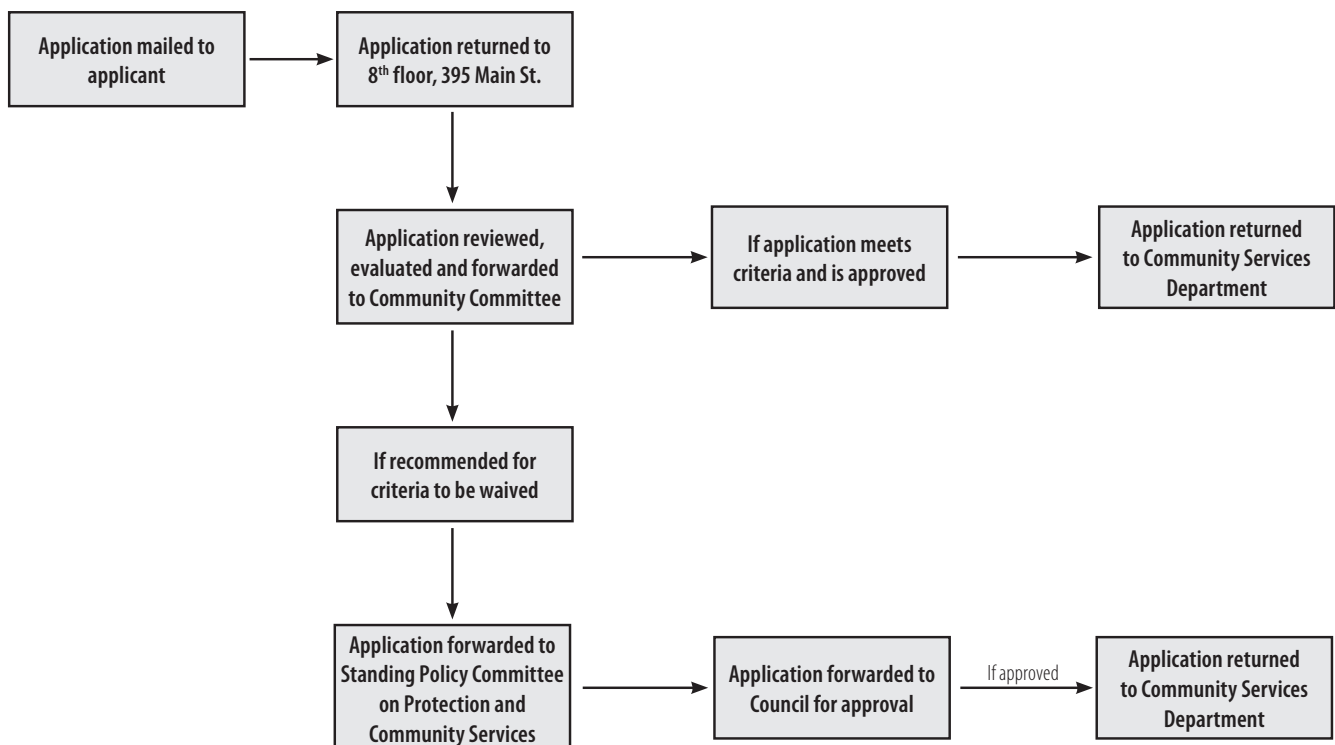 Application mailed to
applicant
Application returned to
8th floor, 395 Main St.
Application reviewed,
evaluated and forwarded
to Community Committee
If application meets
criteria and is approved
Application returned
to Community Services
Department
If recommended for
criteria to be waived
Application forwarded to
Standing Policy Committee
on Protection and
Community Services
Application forwarded to
Council for approval
If approved
Application returned
to Community Services
Department